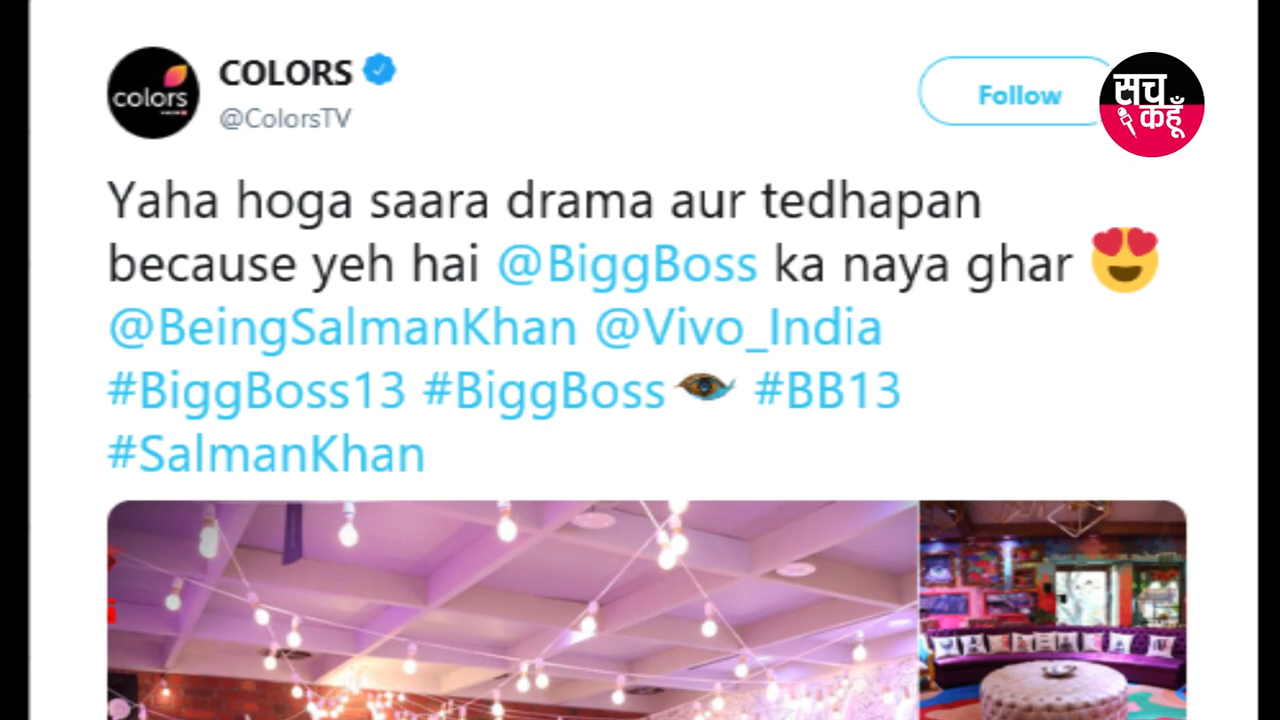 COLORS
@ColorsTV
colors
Follow
सच
कहूँ
Yaha hoga saara drama aur tedhapan
because yeh hai @BiggBoss ka naya ghar 😍
@BeingSalmanKhan @Vivo_India
#BiggBoss13 #BiggBoss #BB13
#SalmanKhan